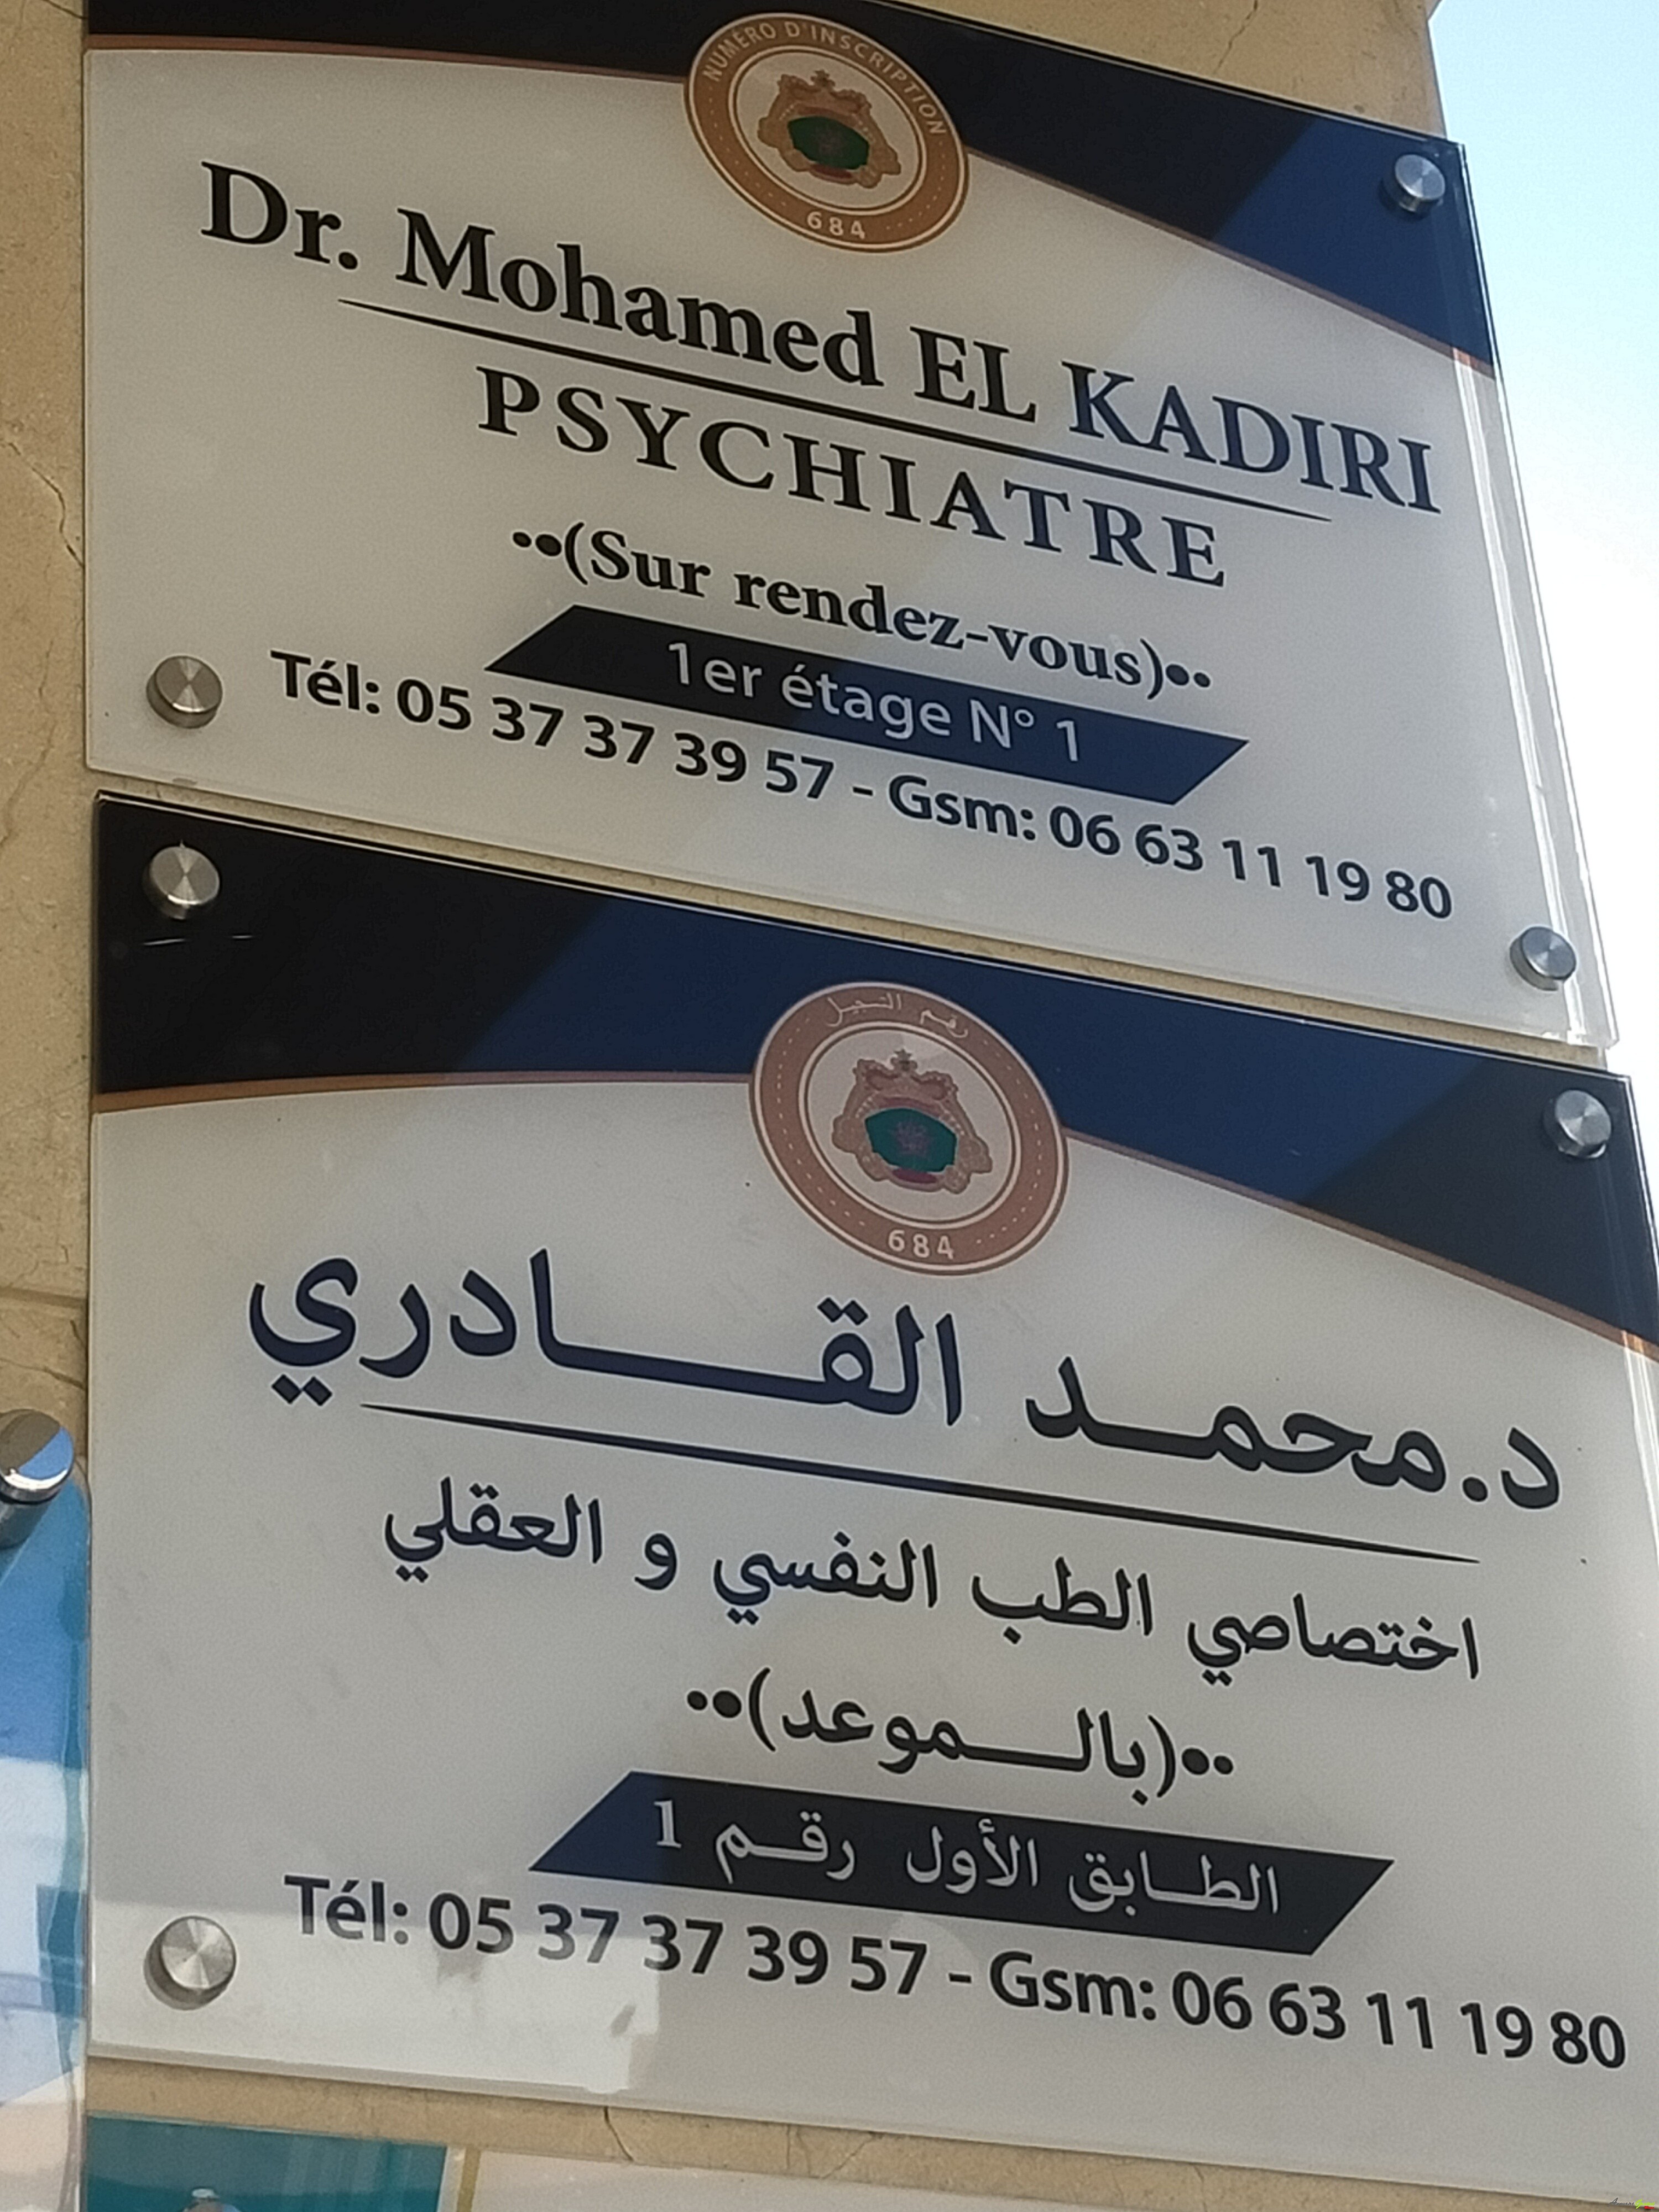 NUMERO D'INSCRIPTION
684
Dr. Mohamed EL KADIRI
PSYCHIATRE
••(Sur rendez-vous)••
1er étage N° 1
Tél: 05 37 37 39 57 - Gsm: 06 63 11 19 80
رقم التسجيل
684
د.محمد القادري
اختصاصي الطب النفسي و العقلي
••(بالموعد)••
الطابق الأول رقم 1
Tél: 05 37 37 39 57 - Gsm: 06 63 11 19 80